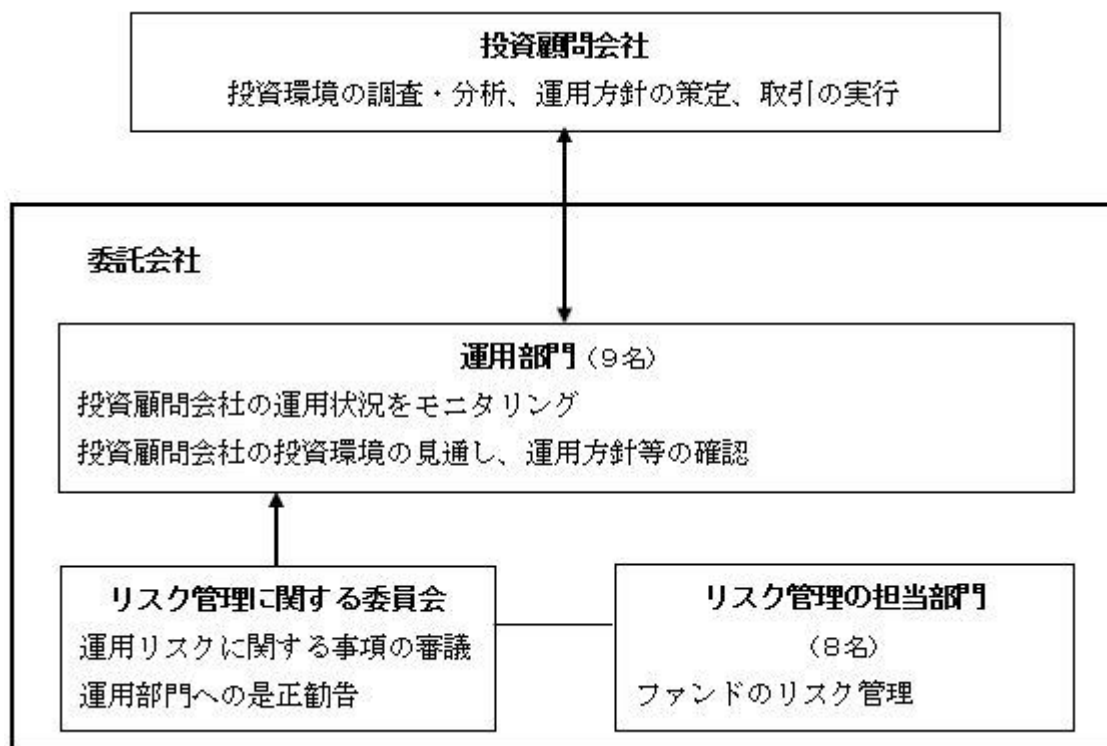 投資顧問会社
投資環境の調査・分析、運用方針の策定、取引の実行
委託会社
運用部門（９名）
投資顧問会社の運用状況をモニタリング
投資顧問会社の投資環境の見通し、運用方針等の確認
リスク管理に関する委員会
運用リスクに関する事項の審議
運用部門への是正勧告
リスク管理の担当部門
（８名）
ファンドのリスク管理